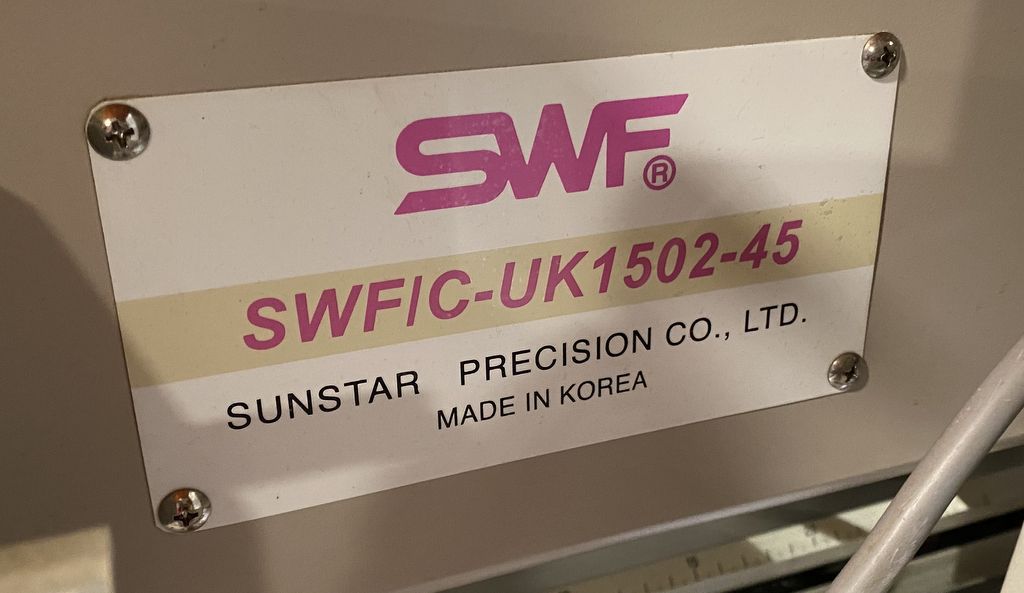 SWF®
SWF/C-UK1502-45
SUNSTAR PRECISION CO., LTD.
MADE IN KOREA